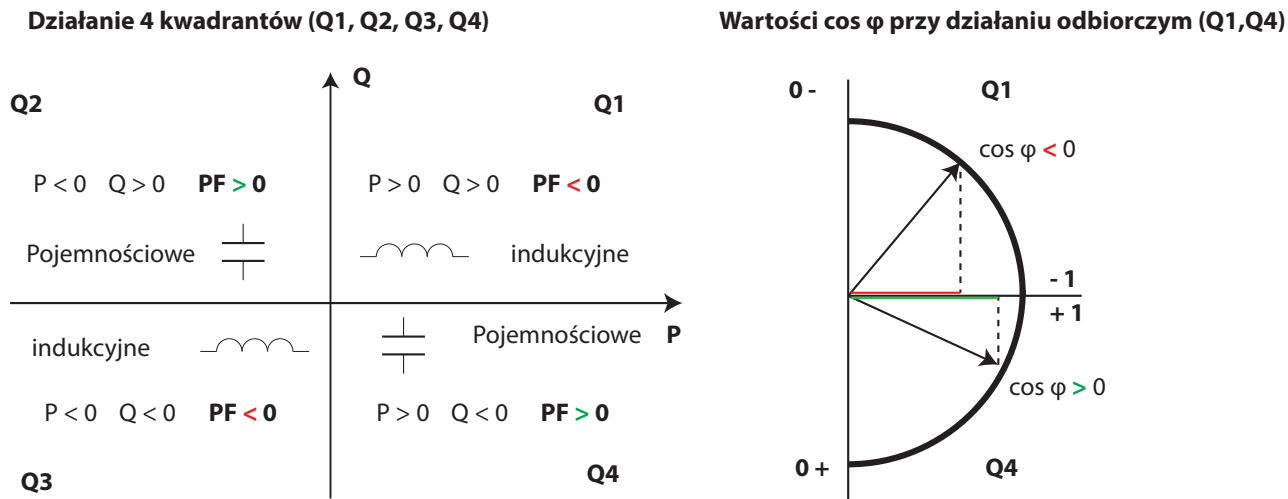 Działanie 4 kwadrantów (Q1, Q2, Q3, Q4)
Q
Q2
Q1
P < 0 Q > 0 PF > 0
P > 0 Q > 0 PF < 0
Pojemnościowe
indukcyjne
indukcyjne
Pojemnościowe P
P < 0 Q < 0 PF < 0
P > 0 Q < 0 PF > 0
Q3
Q4
Wartości cos φ przy działaniu odbiorczym (Q1,Q4)
0 -
Q1
cos φ < 0
- 1
+ 1
cos φ > 0
0 +
Q4